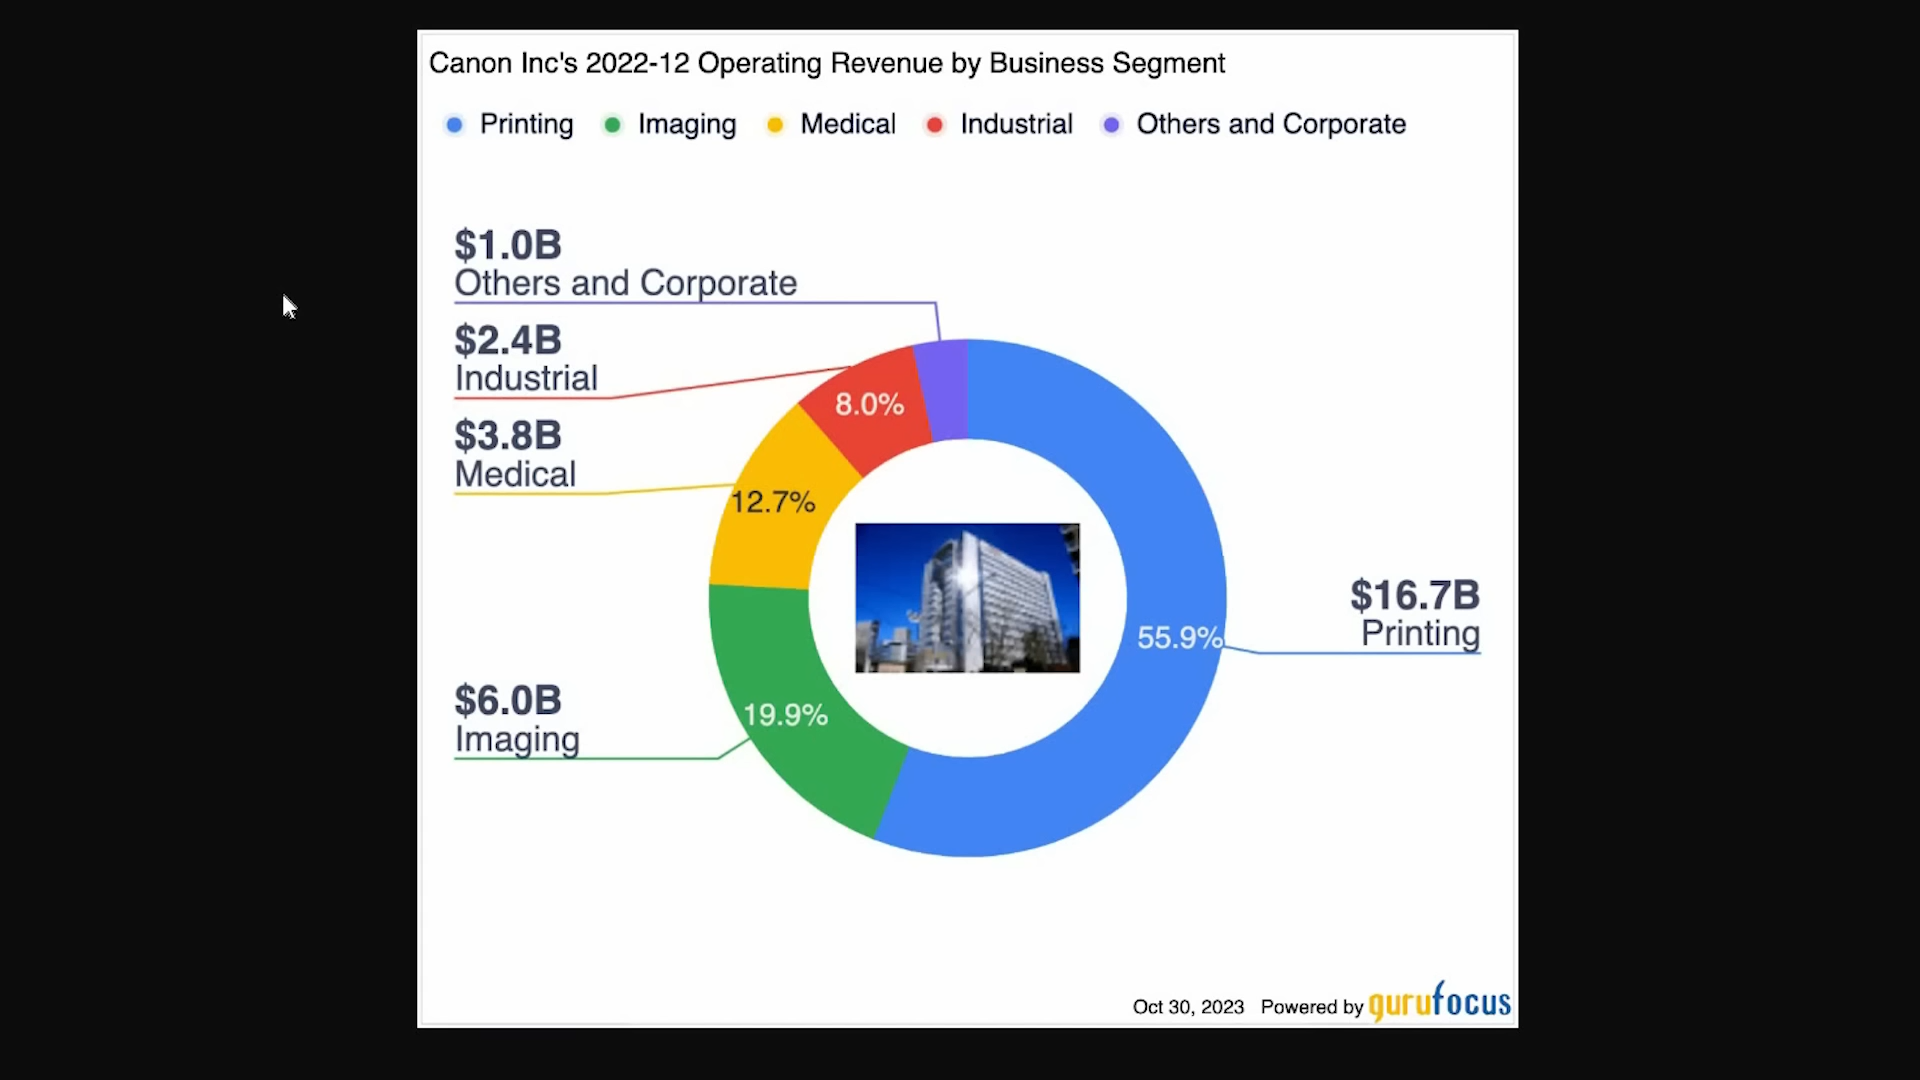 Canon Inc's 2022-12 Operating Revenue by Business Segment
Printing Imaging Medical Industrial Others and Corporate
$1.0B
Others and Corporate
$2.4B
Industrial
8.0%
$3.8B
Medical
12.7%
$16.7B
Printing
55.9%
$6.0B
Imaging
19.9%
Oct 30, 2023 Powered by gurufocus